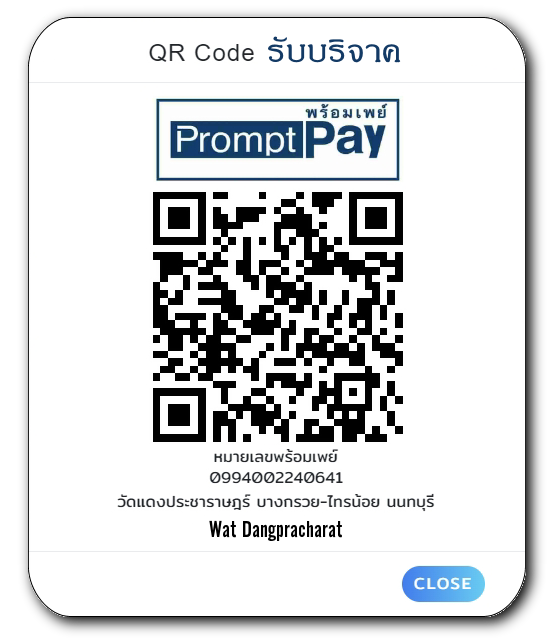 QR Code รับบริจาค
พร้อมเพย์
PromptPay
หมายเลขพร้อมเพย์
0994002240641
วัดแดงประชาราษฎร์ บางกรวย-ไทรน้อย นนทบุรี
Wat Dangpracharat
CLOSE